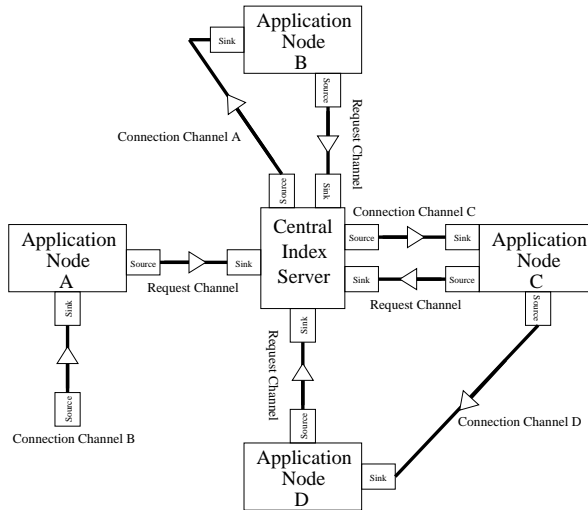 Application
Node
B
Sink
Source
Request Channel
Connection Channel A
Source
Sink
Central
Index
Server
Connection Channel C
Source
Sink
Application
Node
A
Source
Sink
Request Channel
Sink
Source
Request Channel
Application
Node
C
Sink
Source
Connection Channel B
Sink
Request Channel
Source
Source
Connection Channel D
Application
Node
D
Sink